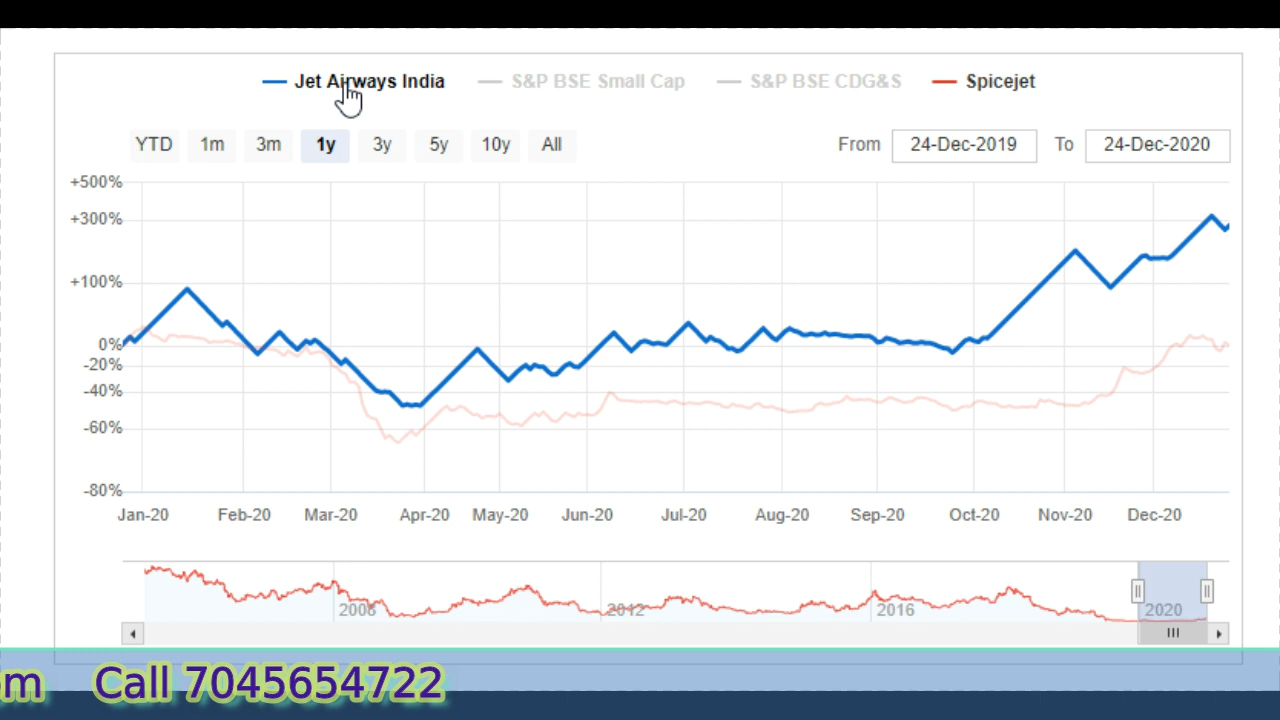 Jet Airways India S&P BSE Small Cap S&P BSE CDG&S Spicejet
YTD 1m 3m 1y 3y 5y 10y All From 24-Dec-2019 To 24-Dec-2020
+500%
+300%
+100%
0%
-20%
-40%
-60%
-80%
Jan-20 Feb-20 Mar-20 Apr-20 May-20 Jun-20 Jul-20 Aug-20 Sep-20 Oct-20 Nov-20 Dec-20
2008 2012 2016 2020
om Call 7045654722